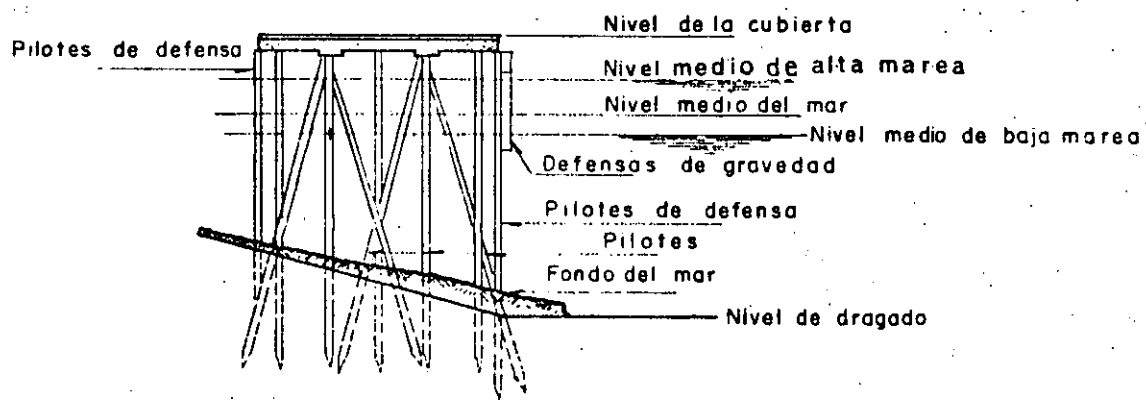 Nivel de la cubierta
Pilotes de defensa
Nivel medio de alta marea
Nivel medio del mar
Nivel medio de baja marea
Defensas de gravedad
Pilotes de defensa
Pilotes
Fondo del mar
Nivel de dragado